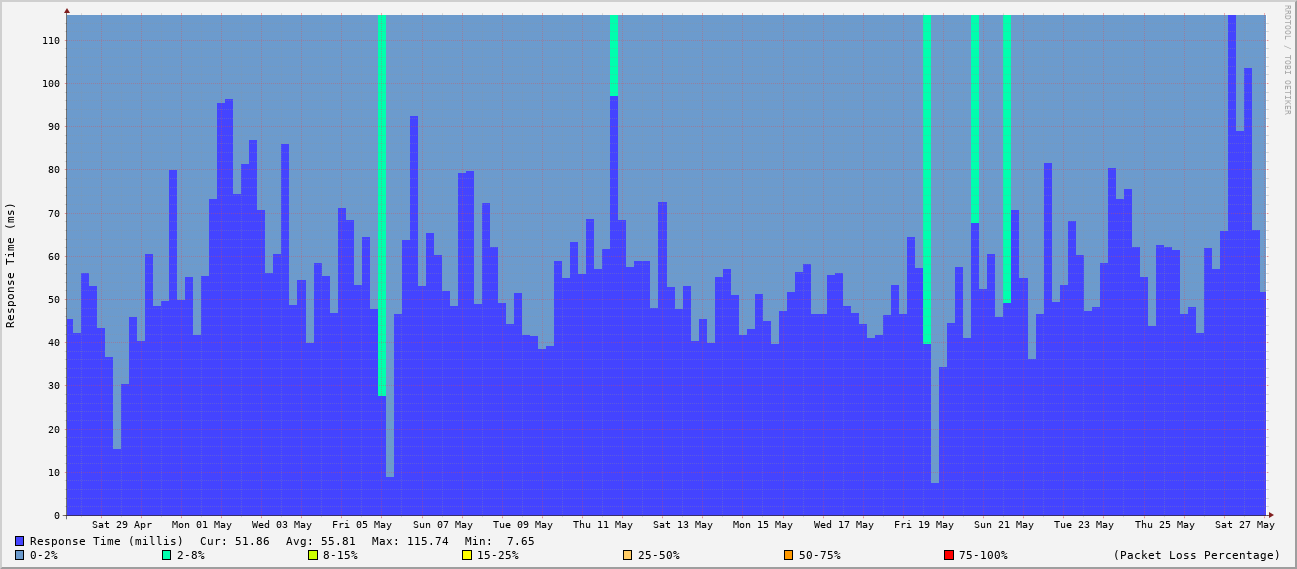 RRDTOOL / TOBI OETIKER
Response Time (ms)
110
100
90
80
70
60
50
40
30
20
10
0
Sat 29 Apr Mon 01 May Wed 03 May Fri 05 May Sun 07 May Tue 09 May Thu 11 May Sat 13 May Mon 15 May Wed 17 May Fri 19 May Sun 21 May Tue 23 May Thu 25 May Sat 27 May
Response Time (millis) Cur: 51.86 Avg: 55.81 Max: 115.74 Min: 7.65
0-2% 2-8% 8-15% 15-25% 25-50% 50-75% 75-100% (Packet Loss Percentage)